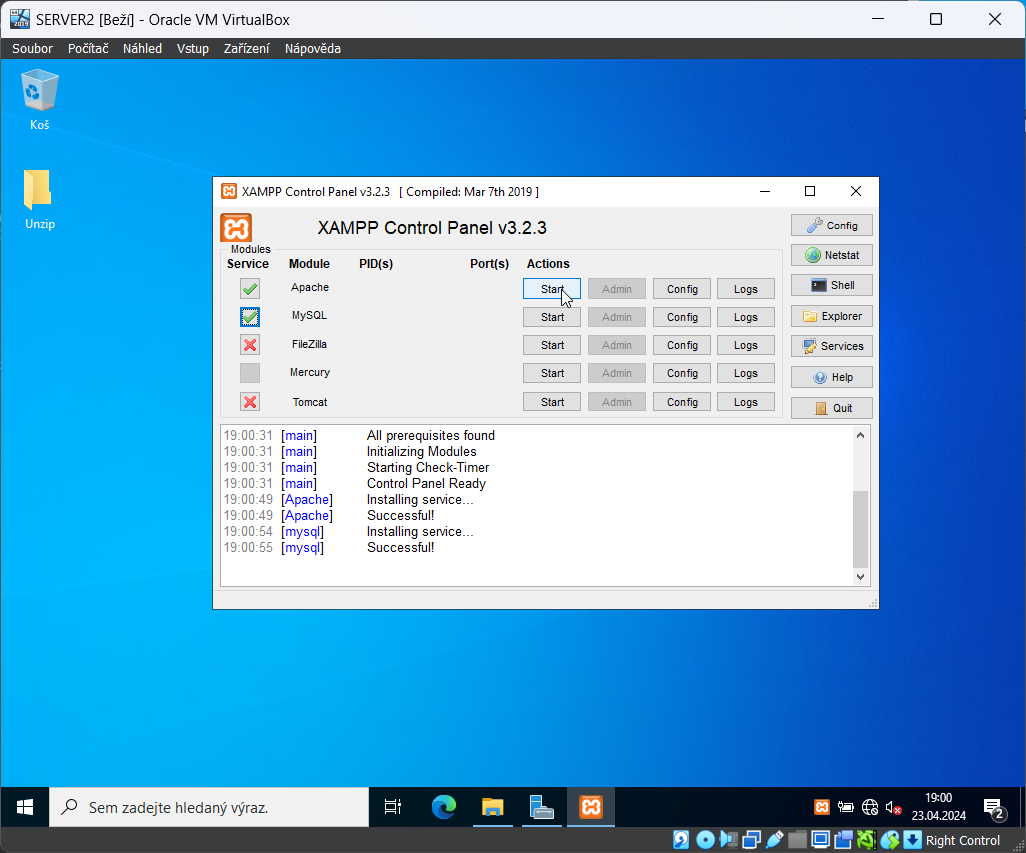 SERVER2 [Beží] - Oracle VM VirtualBox
Soubor Počítač Náhled Vstup Zařízení Nápověda
Koš
Unzip
XAMPP Control Panel v3.2.3 [ Compiled: Mar 7th 2019 ]
XAMPP Control Panel v3.2.3
Config
Modules
Service Module PID(s) Port(s) Actions
Netstat
Apache Start Admin Config Logs
Shell
MySQL Start Admin Config Logs
Explorer
FileZilla Start Admin Config Logs
Services
Mercury Start Admin Config Logs
Help
Tomcat Start Admin Config Logs
Quit
19:00:31 [main] All prerequisites found
19:00:31 [main] Initializing Modules
19:00:31 [main] Starting Check-Timer
19:00:31 [main] Control Panel Ready
19:00:49 [Apache] Installing service...
19:00:49 [Apache] Successful!
19:00:54 [mysql] Installing service...
19:00:55 [mysql] Successful!
Sem zadejte hledaný výraz.
19:00
23.04.2024
2
Right Control